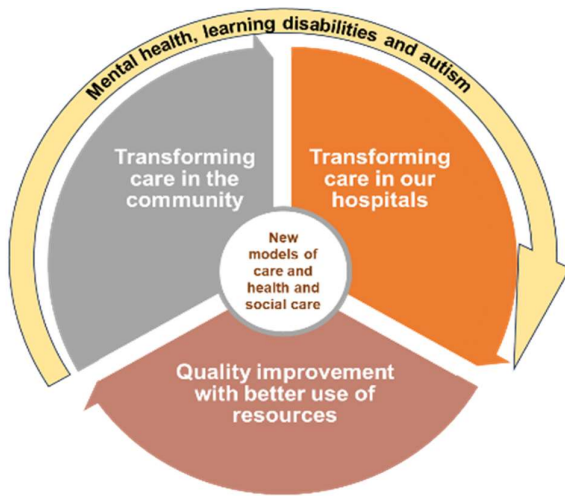 Mental health, learning disabilities and autism
Transforming
care in the
community
Transforming
care in our
hospitals
New
models of
care and
health and
social care
Quality improvement
with better use of
resources